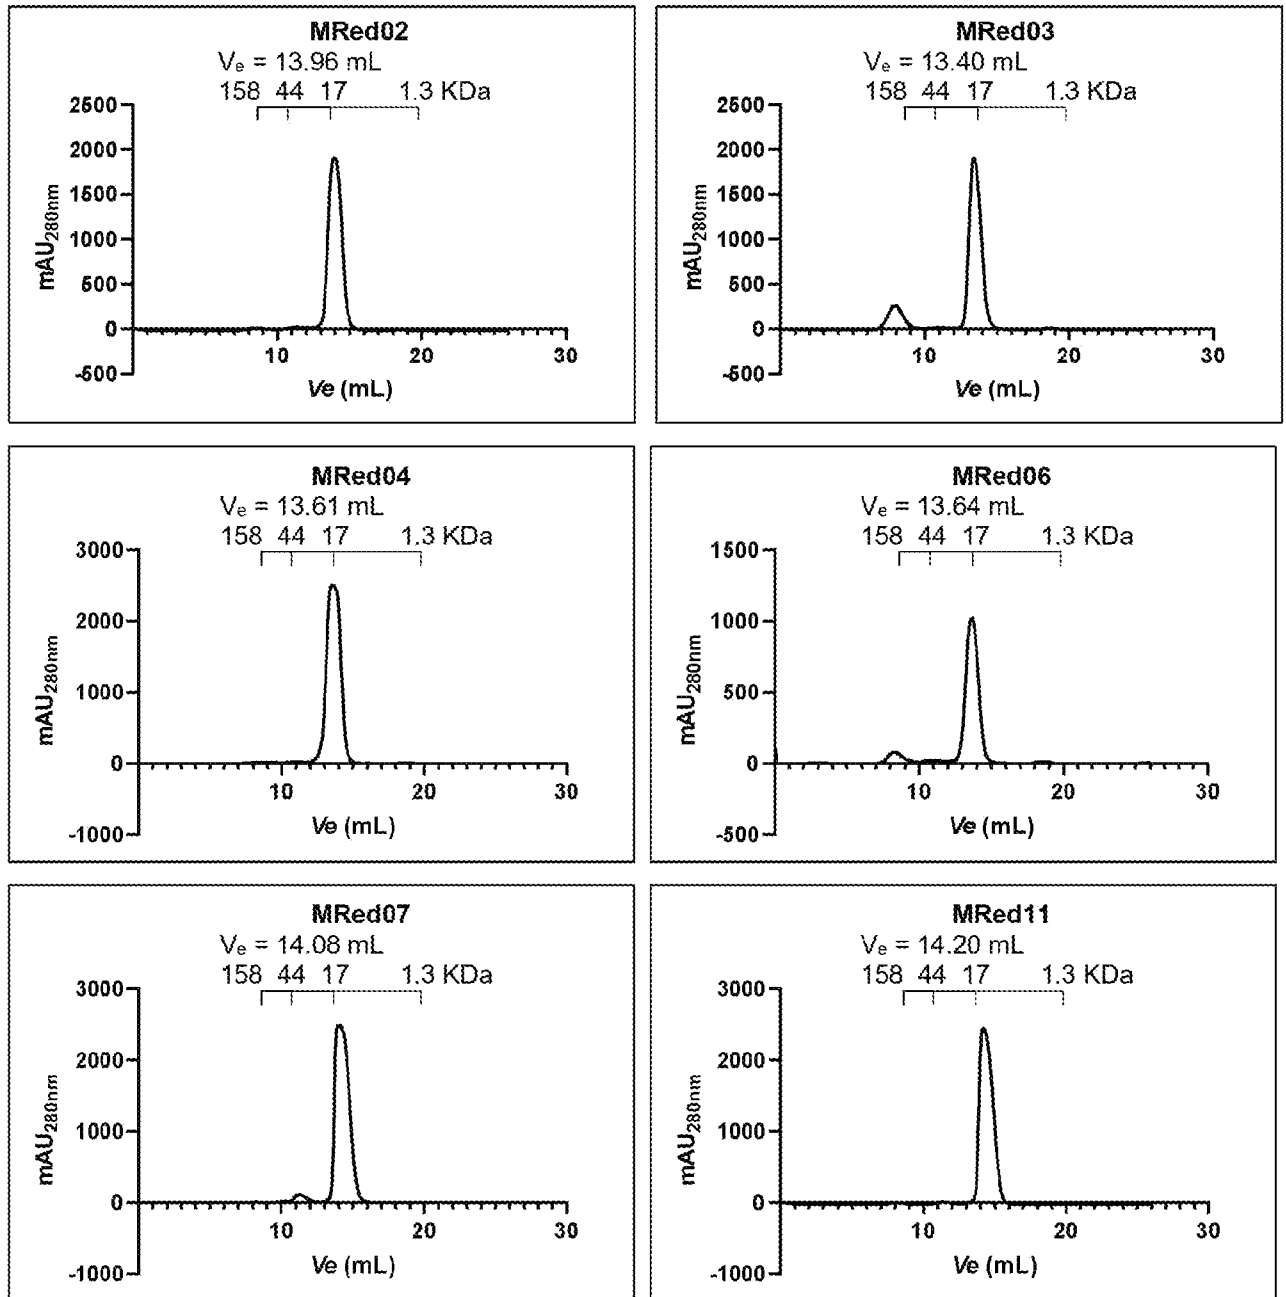 MRed02
Vₑ = 13.96 mL
158 44 17 1.3 KDa
2500
2000
1500
1000
500
0
-500
mAU280nm
10 20 30
Ve (mL)
MRed03
Vₑ = 13.40 mL
158 44 17 1.3 KDa
2500
2000
1500
1000
500
0
-500
mAU280nm
10 20 30
Ve (mL)
MRed04
Vₑ = 13.61 mL
158 44 17 1.3 KDa
3000
2000
1000
0
-1000
mAU280nm
10 20 30
Ve (mL)
MRed06
Vₑ = 13.64 mL
158 44 17 1.3 KDa
1500
1000
500
0
-500
mAU280nm
10 20 30
Ve (mL)
MRed07
Vₑ = 14.08 mL
158 44 17 1.3 KDa
3000
2000
1000
0
-1000
mAU280nm
10 20 30
Ve (mL)
MRed11
Vₑ = 14.20 mL
158 44 17 1.3 KDa
3000
2000
1000
0
-1000
mAU280nm
10 20 30
Ve (mL)